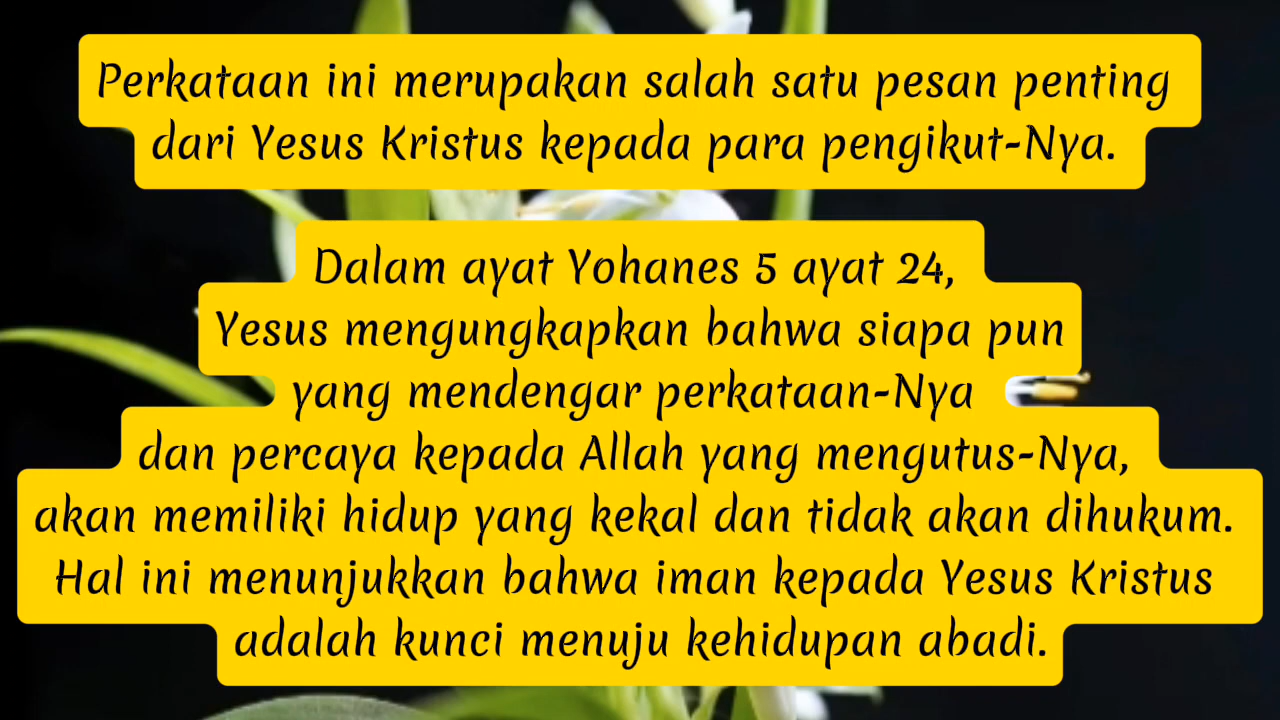 Perkataan ini merupakan salah satu pesan penting
dari Yesus Kristus kepada para pengikut-Nya.
Dalam ayat Yohanes 5 ayat 24,
Yesus mengungkapkan bahwa siapa pun
yang mendengar perkataan-Nya
dan percaya kepada Allah yang mengutus-Nya,
akan memiliki hidup yang kekal dan tidak akan dihukum.
Hal ini menunjukkan bahwa iman kepada Yesus Kristus
adalah kunci menuju kehidupan abadi.